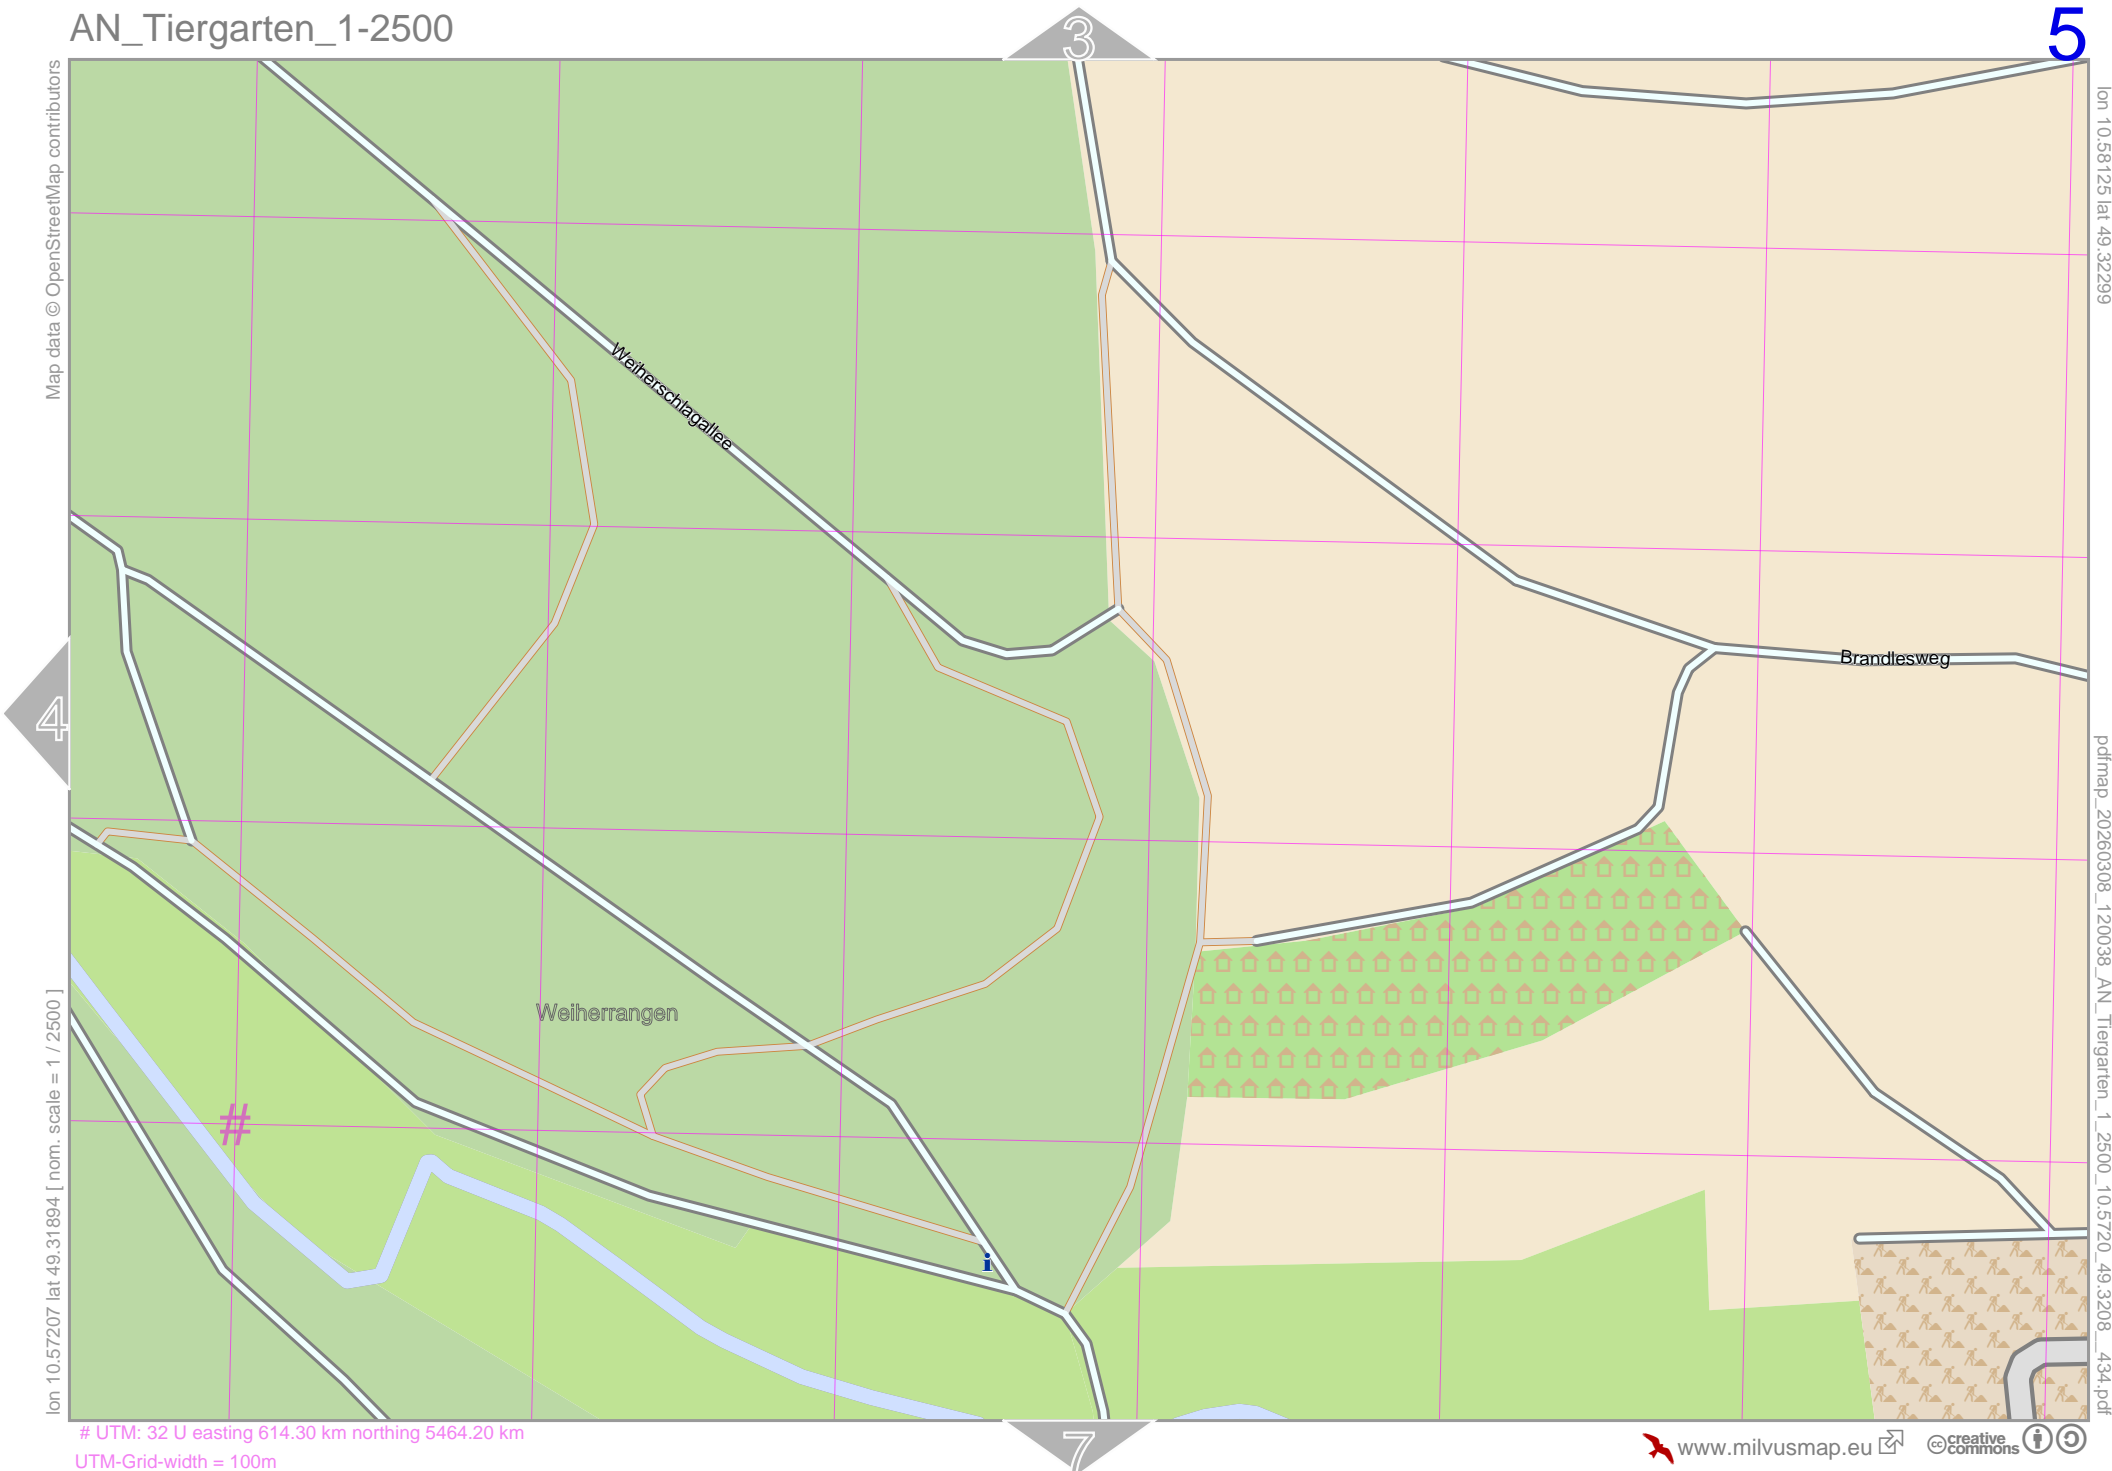 AN_Tiergarten_1-2500
3
5
Map data © OpenStreetMap contributors
lon 10.58125 lat 49.32299
Weiherschlagallee
Brandlesweg
4
Weiherrangen
#
i
lon 10.57207 lat 49.31894 [ nom. scale = 1 / 2500 ]
pdfmap_20260308_120038_AN_Tiergarten_1_2500_10.5720_49.3208__434.pdf
# UTM: 32 U easting 614.30 km northing 5464.20 km
UTM-Grid-width = 100m
7
www.milvusmap.eu
cc creative commons